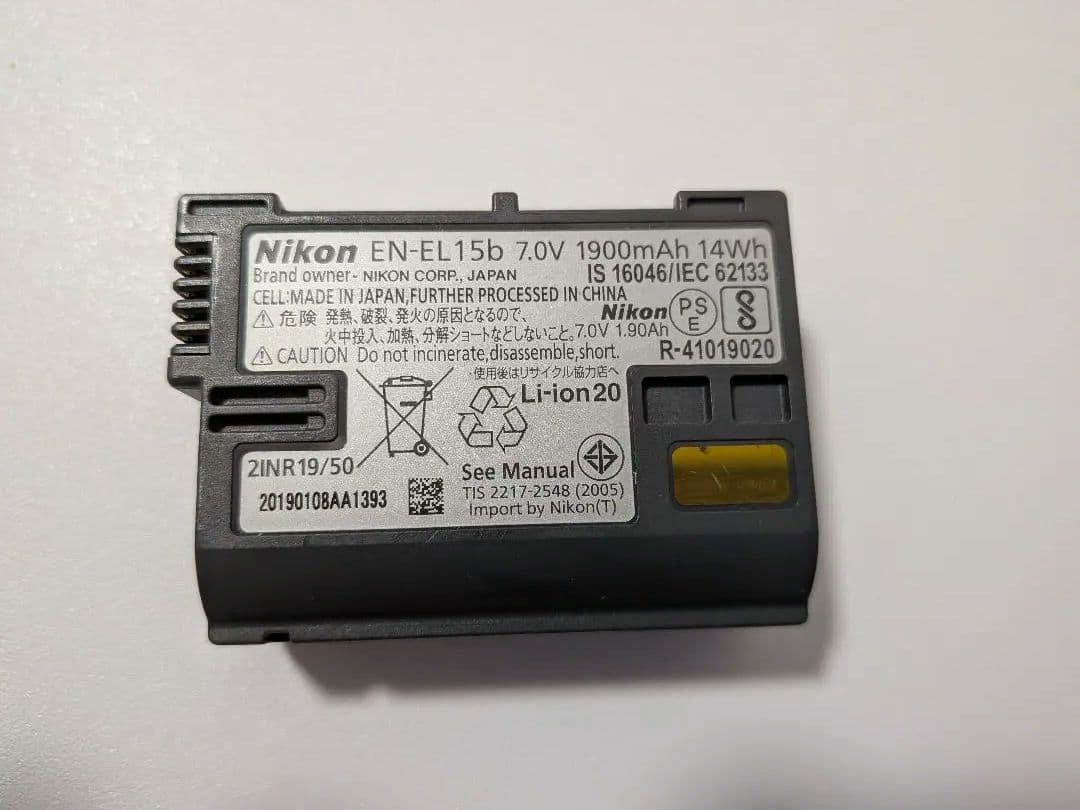 Nikon EN-EL15b 7.0V 1900mAh 14Wh
Brand owner- NIKON CORP., JAPAN IS 16046/IEC 62133
CELL:MADE IN JAPAN,FURTHER PROCESSED IN CHINA
⚠危険 発熱、破裂、発火の原因となるので、 Nikon PS E
火中投入、加熱、分解ショートなどしないこと。7.0V 1.90Ah
⚠CAUTION Do not incinerate,disassemble,short. R-41019020
使用後はリサイクル協力店へ
Li-ion20
2INR19/50 See Manual
20190108AA1393 TIS 2217-2548 (2005)
Import by Nikon(T)